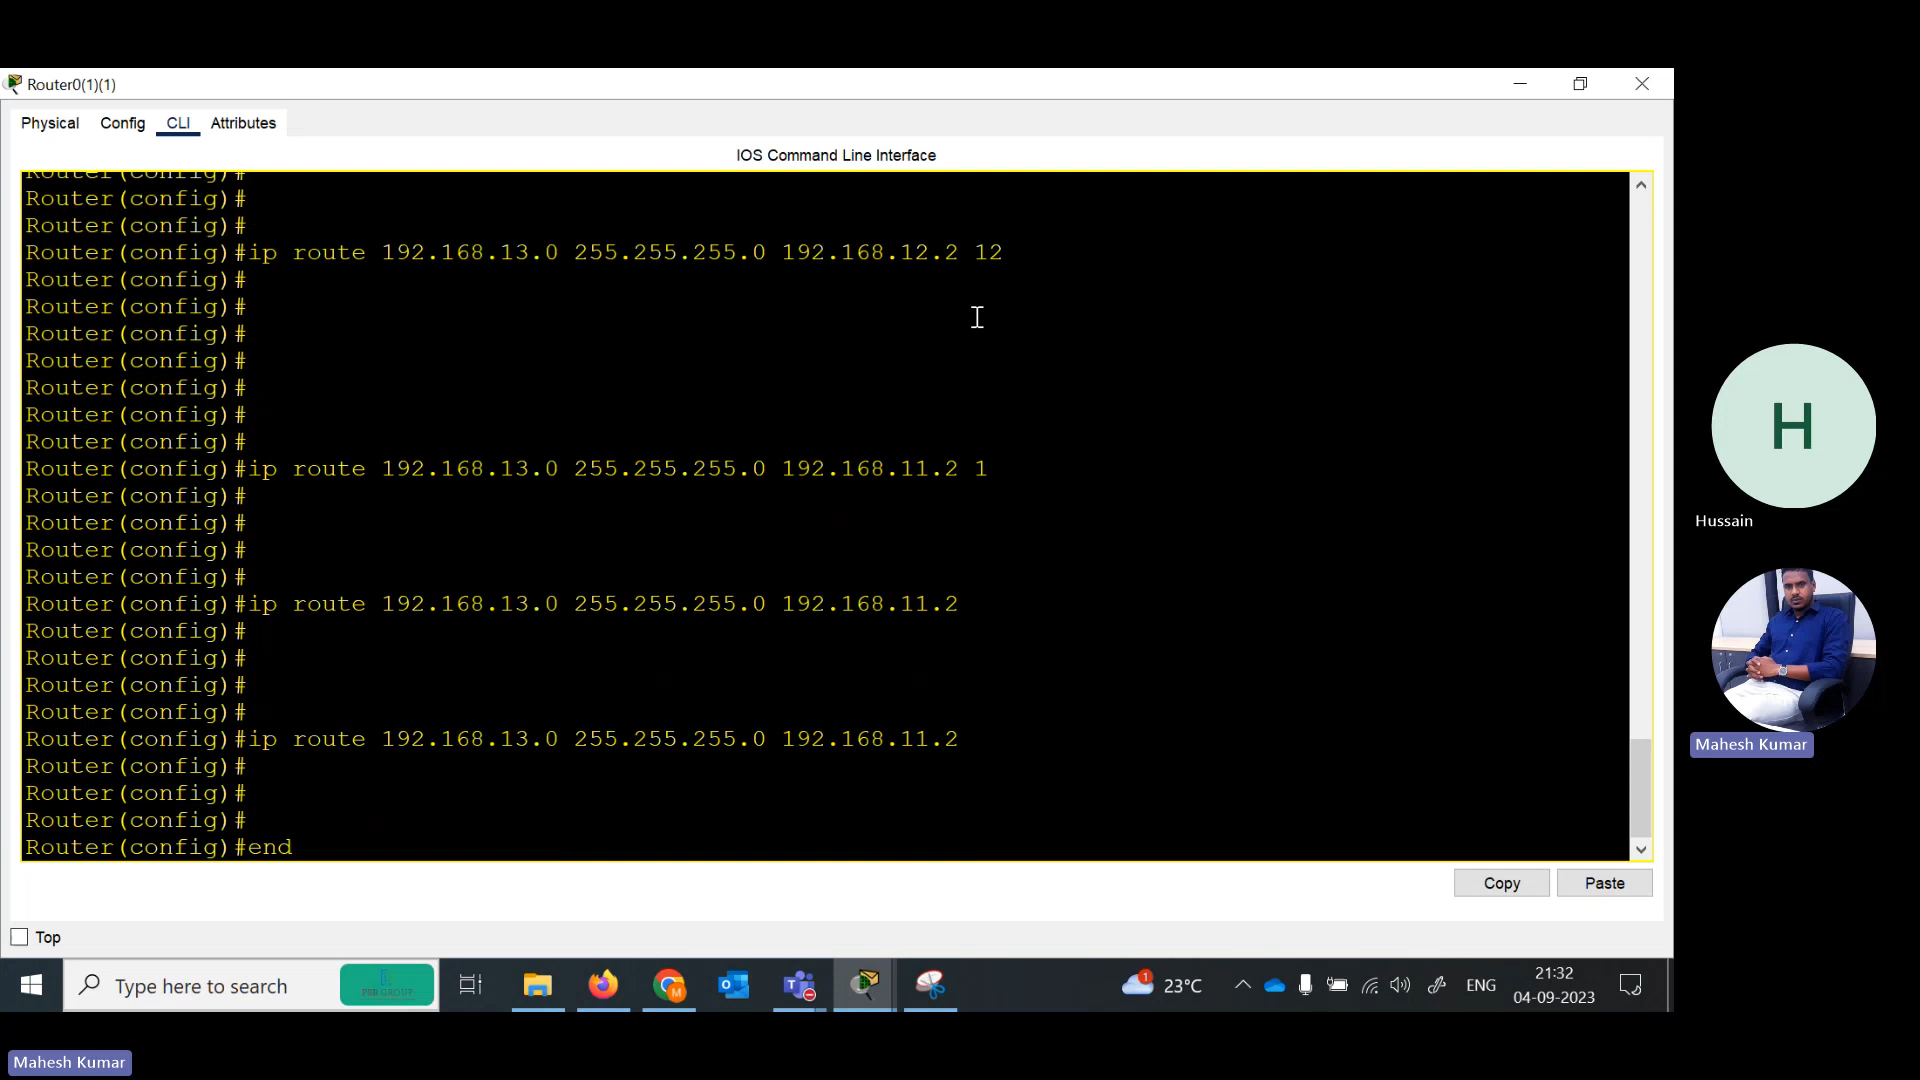 Router0(1)(1)
Physical Config CLI Attributes
IOS Command Line Interface
Router(config)#
Router(config)#
Router(config)#
Router(config)#ip route 192.168.13.0 255.255.255.0 192.168.12.2 12
Router(config)#
Router(config)#
Router(config)#
Router(config)#
Router(config)#
Router(config)#
Router(config)#
Router(config)#ip route 192.168.13.0 255.255.255.0 192.168.11.2 1
Router(config)#
Router(config)#
Router(config)#
Router(config)#
Router(config)#ip route 192.168.13.0 255.255.255.0 192.168.11.2
Router(config)#
Router(config)#
Router(config)#
Router(config)#
Router(config)#ip route 192.168.13.0 255.255.255.0 192.168.11.2
Router(config)#
Router(config)#
Router(config)#
Router(config)#end
Copy Paste
Top
H
Hussain
Mahesh Kumar
Type here to search
PSB GROUP
1
23°C
ENG
21:32
04-09-2023
Mahesh Kumar